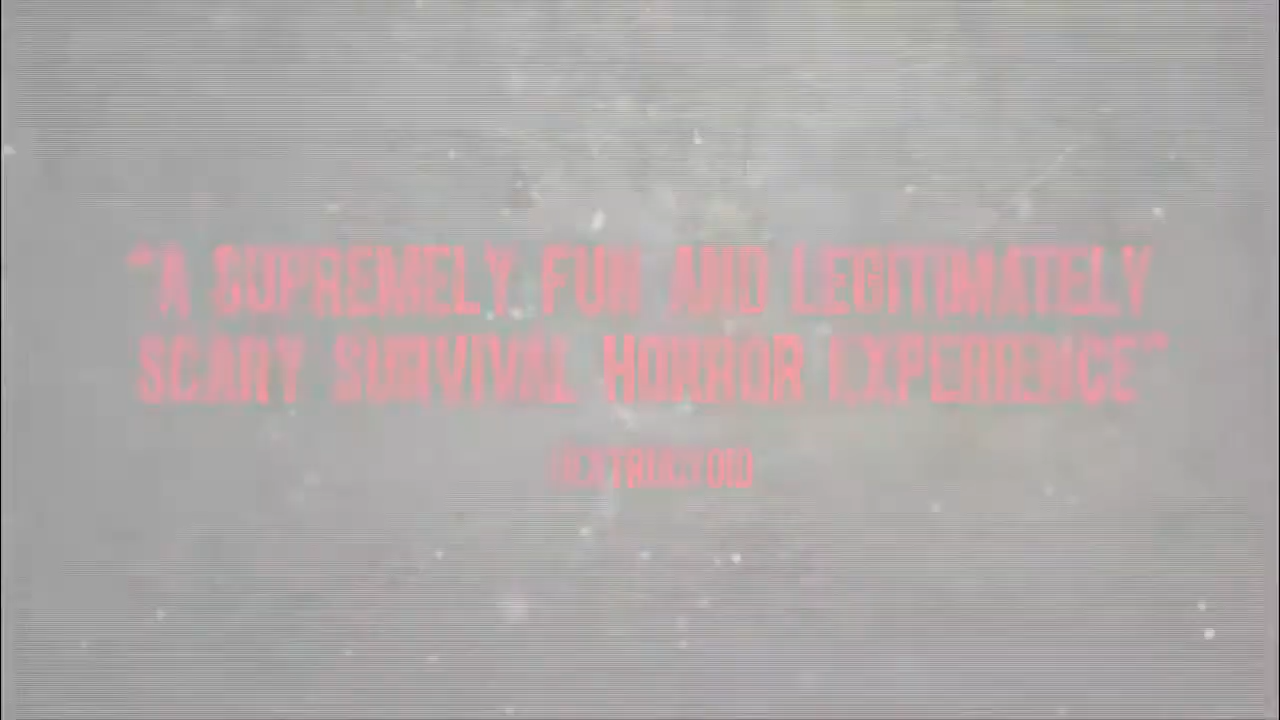 "A SUPREMELY FUN AND LEGITIMATELY
SCARY SURVIVAL HORROR EXPERIENCE"
DESTRUCTOID